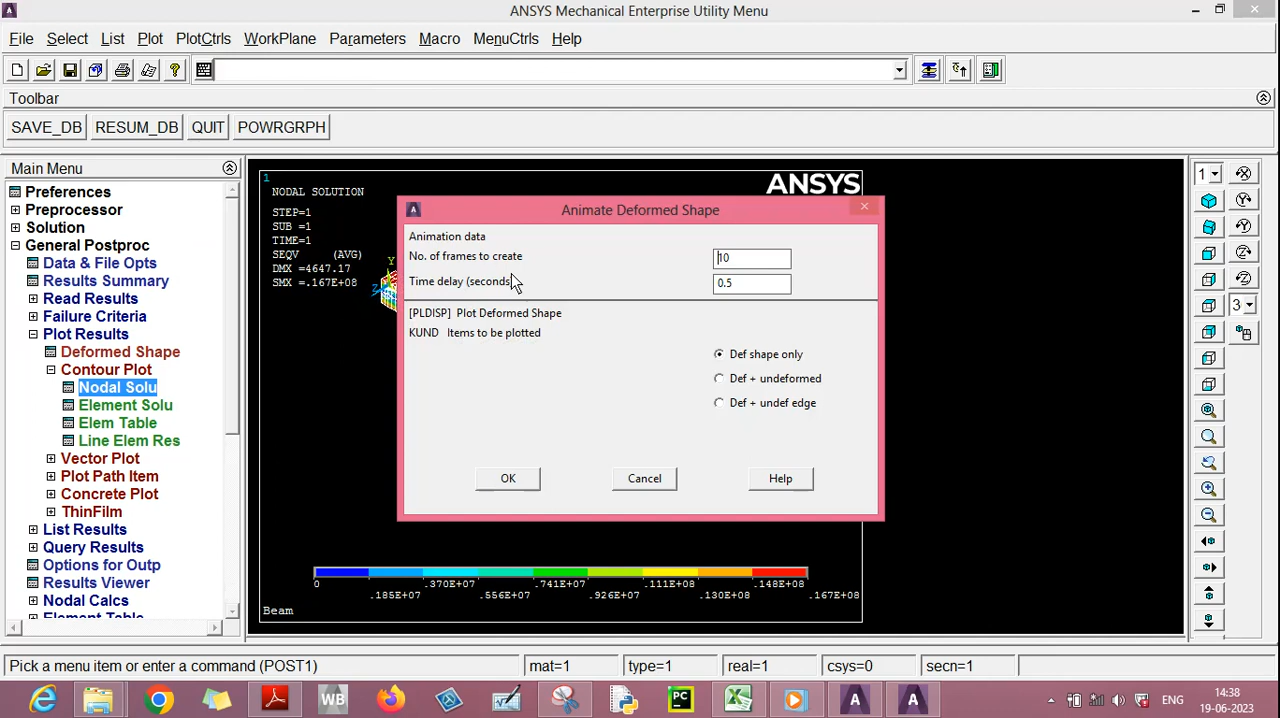 ANSYS Mechanical Enterprise Utility Menu
File Select List Plot PlotCtrls WorkPlane Parameters Macro MenuCtrls Help
Toolbar
SAVE_DB RESUM_DB QUIT POWRGRPH
Main Menu
Preferences
Preprocessor
Solution
General Postproc
Data & File Opts
Results Summary
Read Results
Failure Criteria
Plot Results
Deformed Shape
Contour Plot
Nodal Solu
Element Solu
Elem Table
Line Elem Res
Vector Plot
Plot Path Item
Concrete Plot
ThinFilm
List Results
Query Results
Options for Outp
Results Viewer
Nodal Calcs
Element Table
1
NODAL SOLUTION
STEP=1
SUB =1
TIME=1
SEQV (AVG)
DMX =4647.17
SMX =.167E+08
ANSYS
Y
Z
Animate Deformed Shape
Animation data
No. of frames to create 10
Time delay (seconds) 0.5
[PLDISP] Plot Deformed Shape
KUND Items to be plotted
Def shape only
Def + undeformed
Def + undef edge
OK Cancel Help
0 .370E+07 .741E+07 .111E+08 .148E+08
.185E+07 .556E+07 .926E+07 .130E+08 .167E+08
Beam
1
3
Pick a menu item or enter a command (POST1) mat=1 type=1 real=1 csys=0 secn=1
WB PC ENG
14:38
19-06-2023